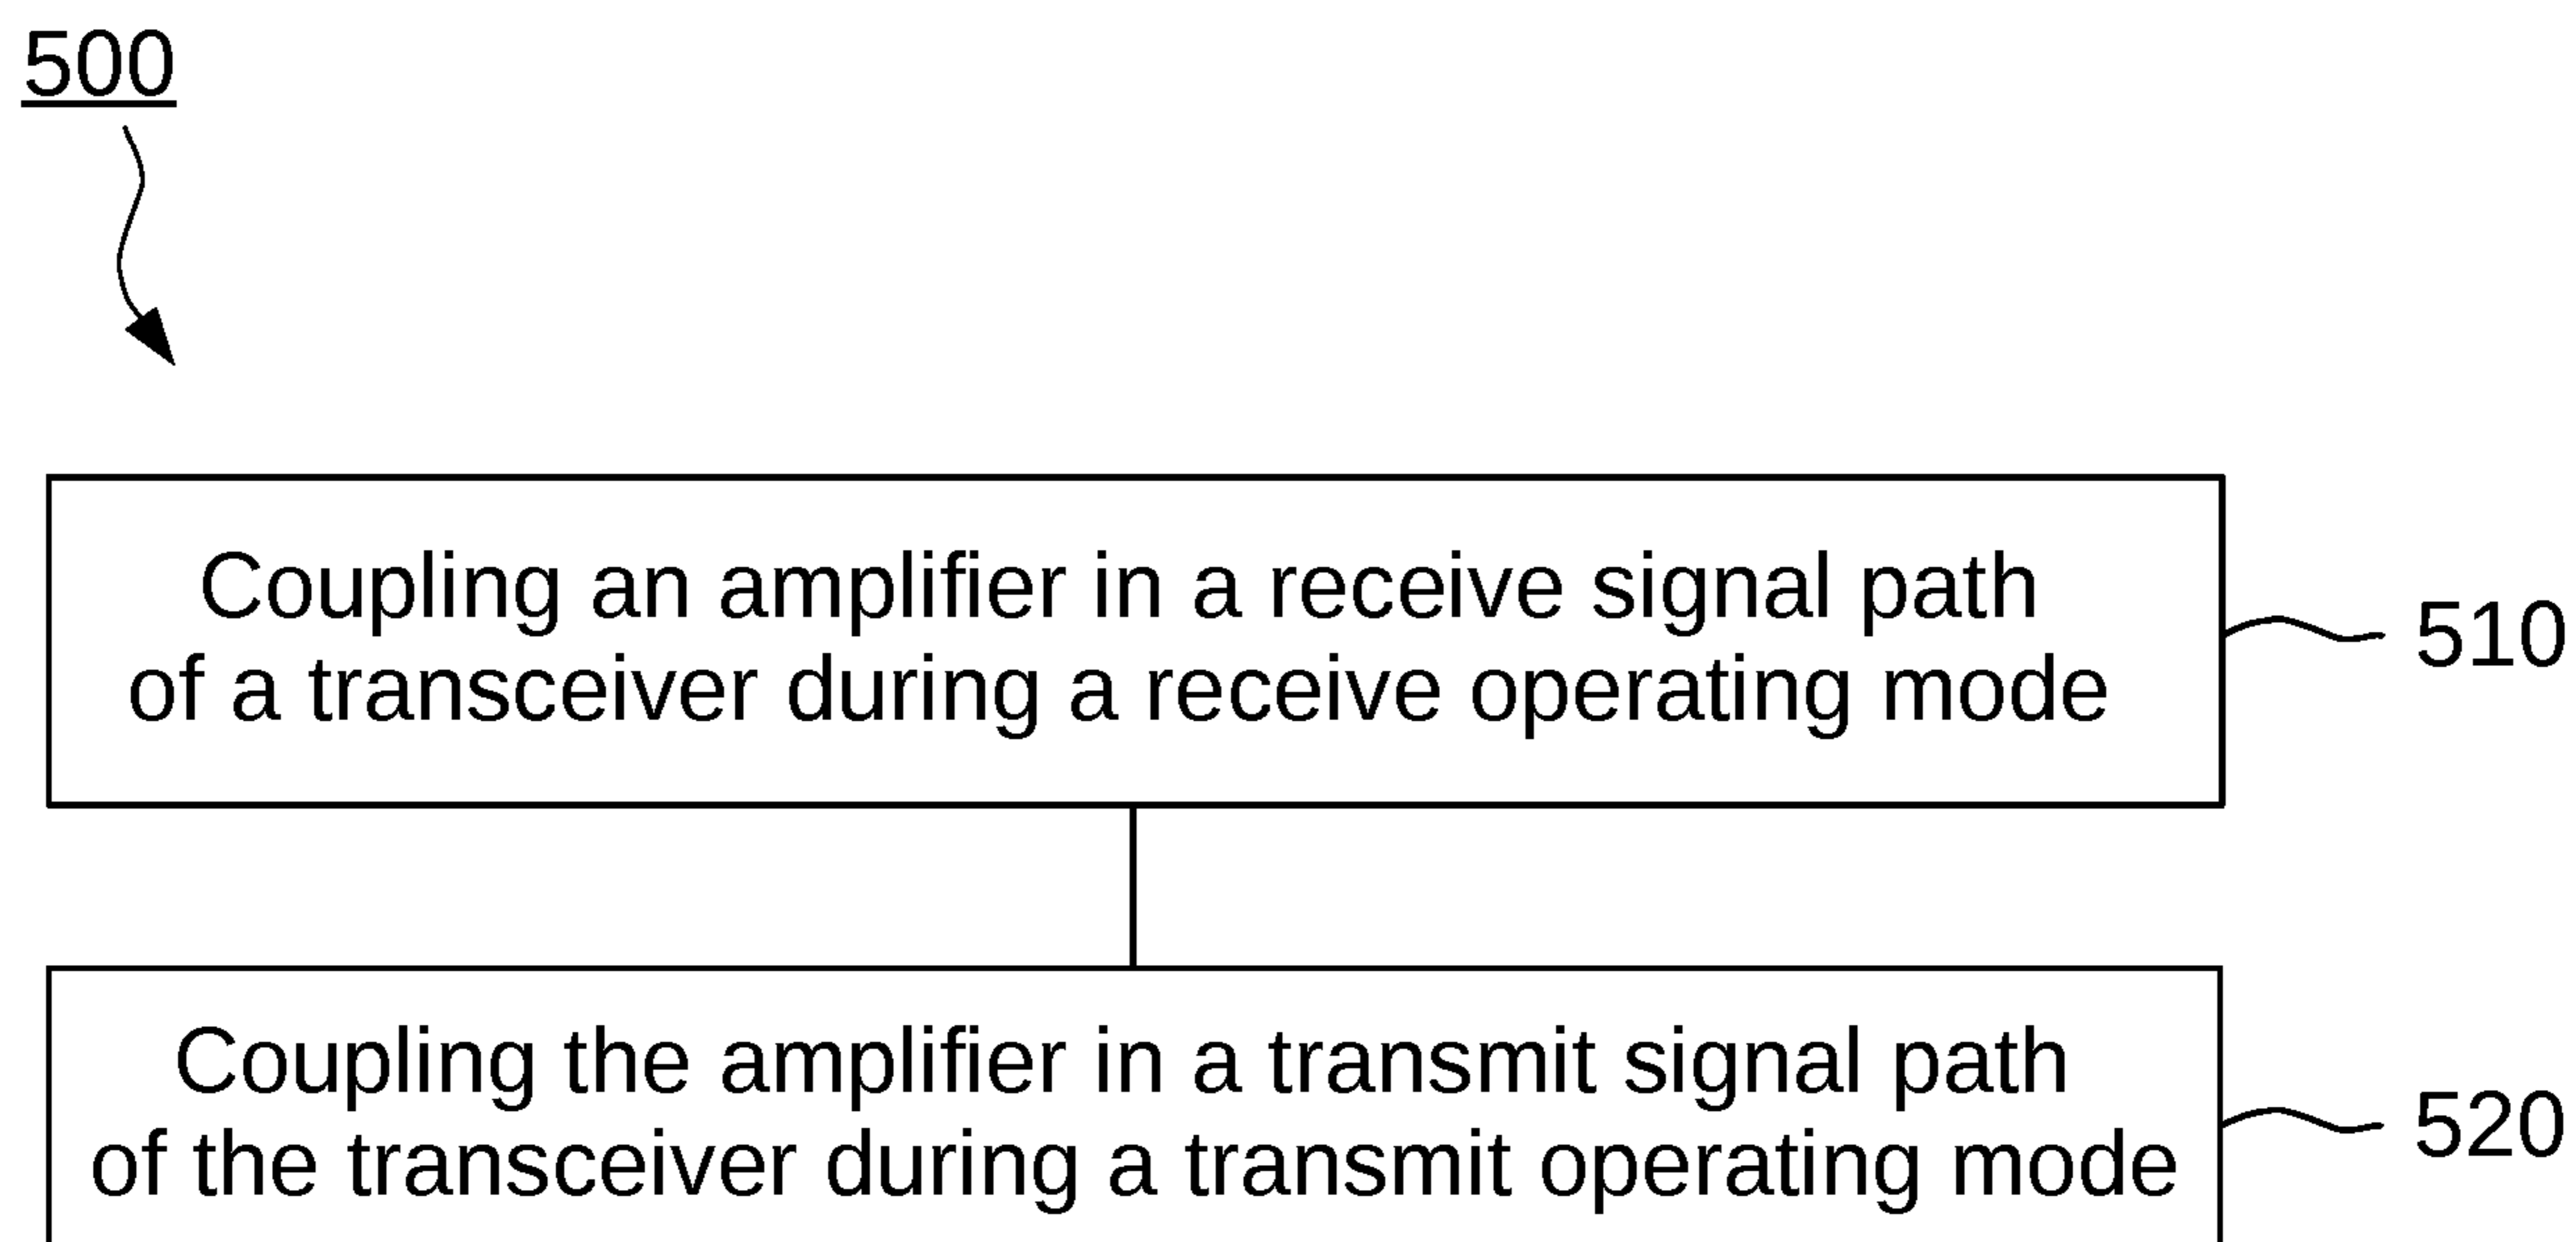 500
Coupling an amplifier in a receive signal path
of a transceiver during a receive operating mode
510
Coupling the amplifier in a transmit signal path
of the transceiver during a transmit operating mode
520